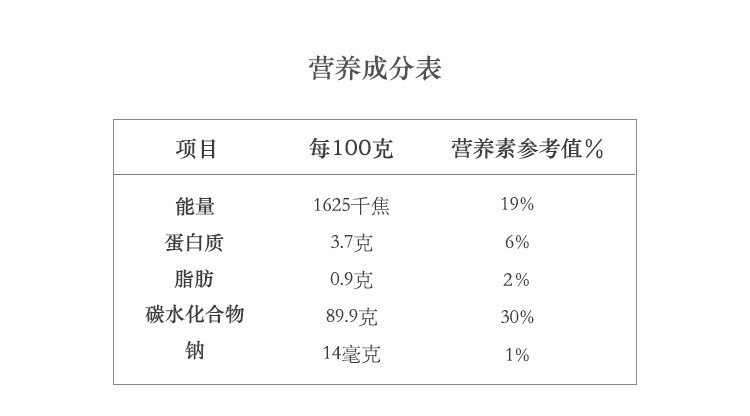 营养成分表
项目 每100克 营养素参考值%
能量 1625千焦 19%
蛋白质 3.7克 6%
脂肪 0.9克 2%
碳水化合物 89.9克 30%
钠 14毫克 1%